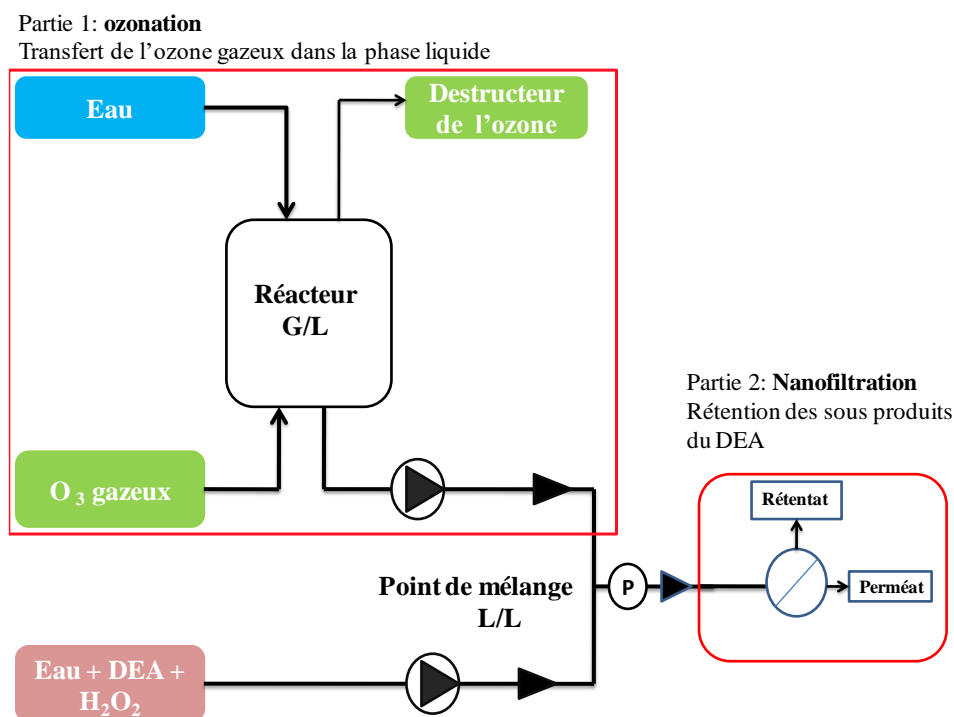 Partie 1: ozonation
Transfert de l’ozone gazeux dans la phase liquide
Eau
Destructeur
de l’ozone
Réacteur
G/L
O3 gazeux
Partie 2: Nanofiltration
Rétention des sous produits
du DEA
Rétentat
Point de mélange
L/L
P
Perméat
Eau + DEA +
H2O2